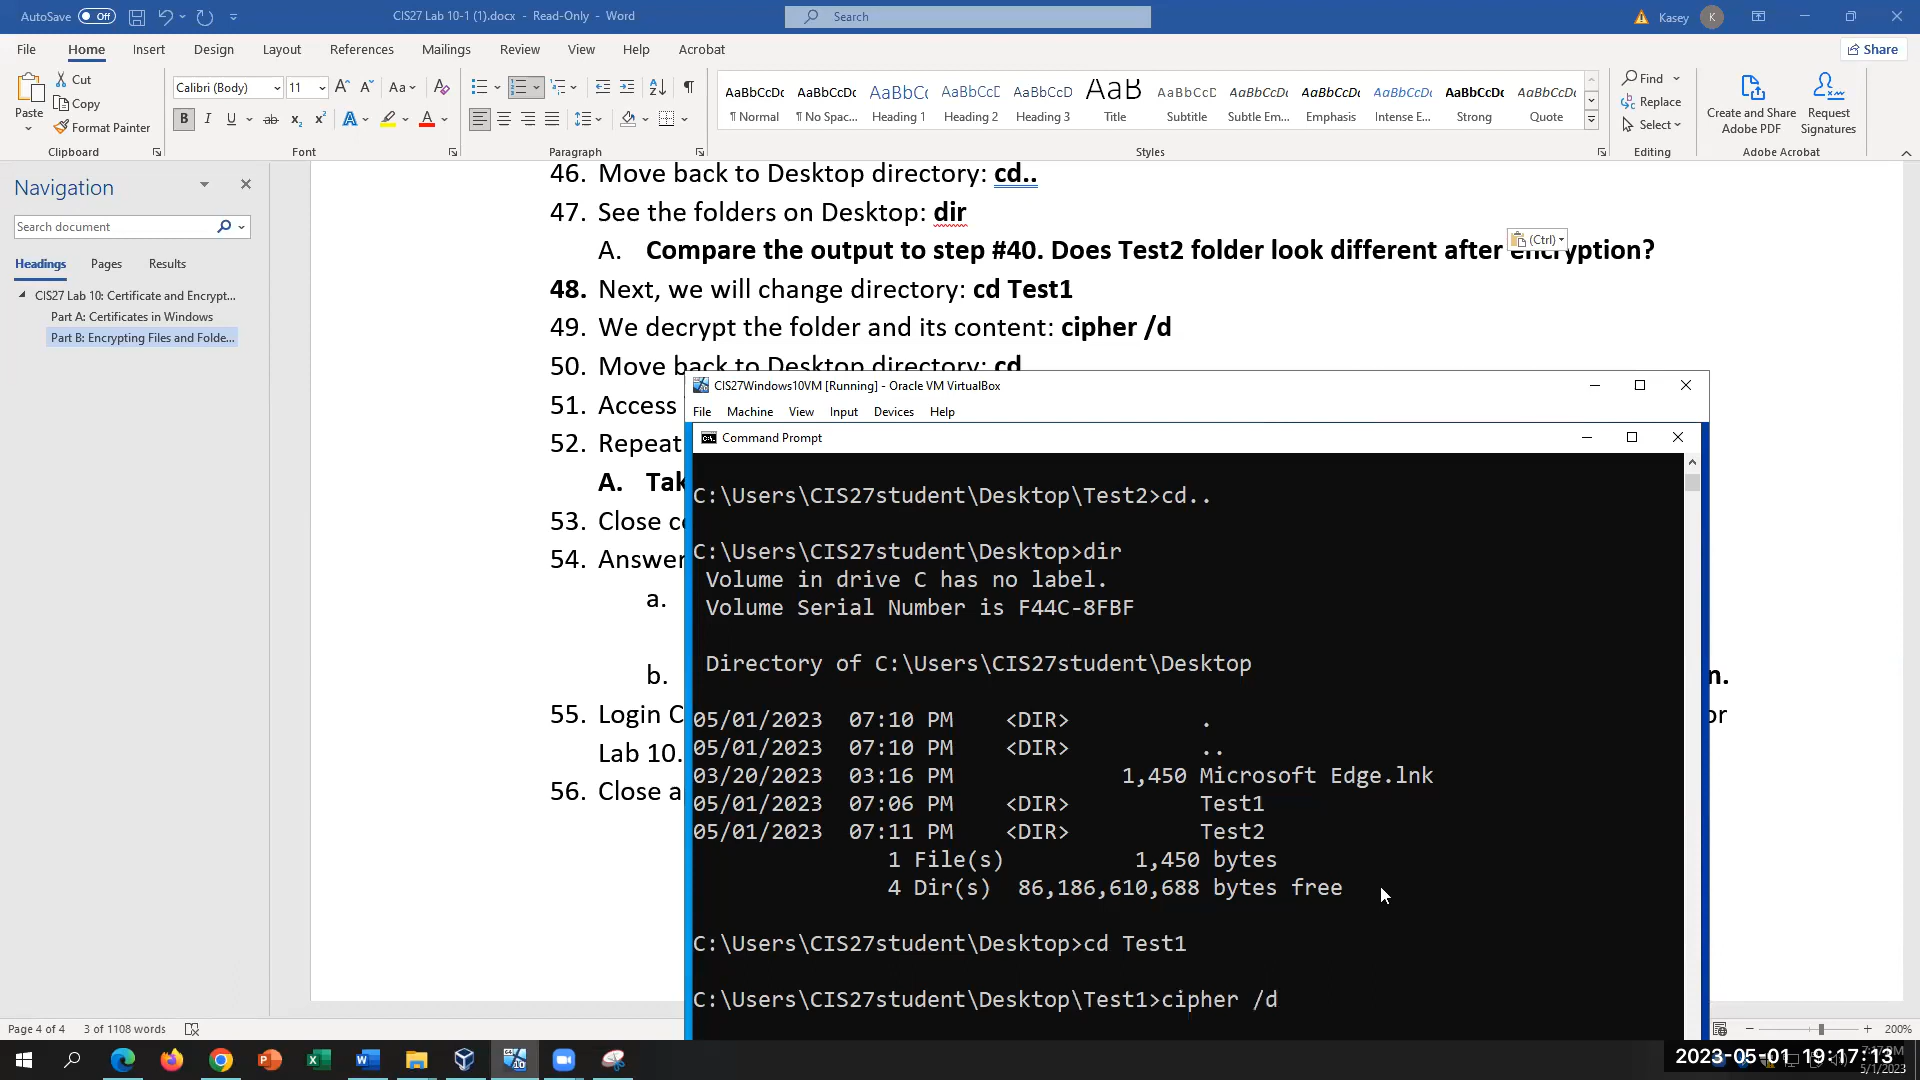 AutoSave Off CIS27 Lab 10-1 (1).docx - Read-Only - Word Search Kasey K
File Home Insert Design Layout References Mailings Review View Help Acrobat Share
Paste Cut Copy Format Painter
Calibri (Body) 11
AaBbCcDc AaBbCcDc AaBbCc AaBbCcC AaBbCcD AaB AaBbCcD AaBbCcDc AaBbCcDc AaBbCcDc AaBbCcDc AaBbCcDc
¶ Normal ¶ No Spac... Heading 1 Heading 2 Heading 3 Title Subtitle Subtle Em... Emphasis Intense E... Strong Quote
Find Replace Select
Create and Share Adobe PDF Request Signatures
Clipboard Font Paragraph Styles Editing Adobe Acrobat
Navigation
Search document
Headings Pages Results
CIS27 Lab 10: Certificate and Encrypt...
Part A: Certificates in Windows
Part B: Encrypting Files and Folde...
46. Move back to Desktop directory: cd..
47. See the folders on Desktop: dir
(Ctrl)
A. Compare the output to step #40. Does Test2 folder look different after encryption?
48. Next, we will change directory: cd Test1
49. We decrypt the folder and its content: cipher /d
50. Move back to Desktop directory: cd
51. Access
52. Repeat
A. Tak
53. Close co
54. Answer
a.
b. n.
55. Login C or
Lab 10.
56. Close a
CIS27Windows10VM [Running] - Oracle VM VirtualBox
File Machine View Input Devices Help
Command Prompt
C:\Users\CIS27student\Desktop\Test2>cd..
C:\Users\CIS27student\Desktop>dir
Volume in drive C has no label.
Volume Serial Number is F44C-8FBF
Directory of C:\Users\CIS27student\Desktop
05/01/2023 07:10 PM <DIR> .
05/01/2023 07:10 PM <DIR> ..
03/20/2023 03:16 PM 1,450 Microsoft Edge.lnk
05/01/2023 07:06 PM <DIR> Test1
05/01/2023 07:11 PM <DIR> Test2
1 File(s) 1,450 bytes
4 Dir(s) 86,186,610,688 bytes free
C:\Users\CIS27student\Desktop>cd Test1
C:\Users\CIS27student\Desktop\Test1>cipher /d
Page 4 of 4 3 of 1108 words 200%
2023-05-01 19:17:13
5/1/2023